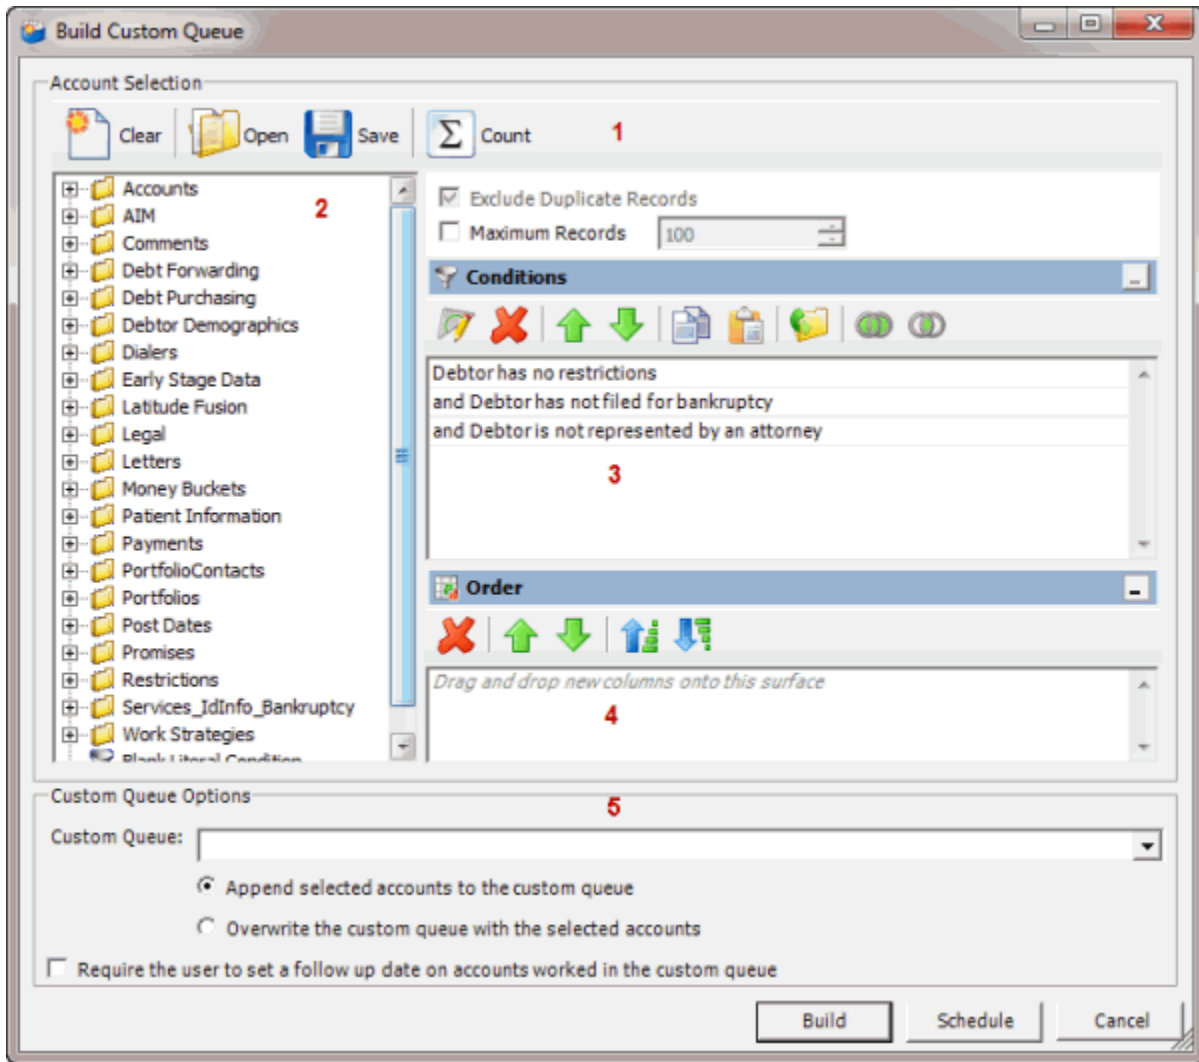 Build Custom Queue
Account Selection
Clear Open Save Σ Count 1
2
Accounts
AIM
Comments
Debt Forwarding
Debt Purchasing
Debtor Demographics
Dialers
Early Stage Data
Latitude Fusion
Legal
Letters
Money Buckets
Patient Information
Payments
PortfolioContacts
Portfolios
Post Dates
Promises
Restrictions
Services_IdInfo_Bankruptcy
Work Strategies
Blank Literal Condition
Exclude Duplicate Records
Maximum Records 100
Conditions
Debtor has no restrictions
and Debtor has not filed for bankruptcy
and Debtor is not represented by an attorney
3
Order
Drag and drop new columns onto this surface
4
Custom Queue Options
5
Custom Queue:
Append selected accounts to the custom queue
Overwrite the custom queue with the selected accounts
Require the user to set a follow up date on accounts worked in the custom queue
Build Schedule Cancel